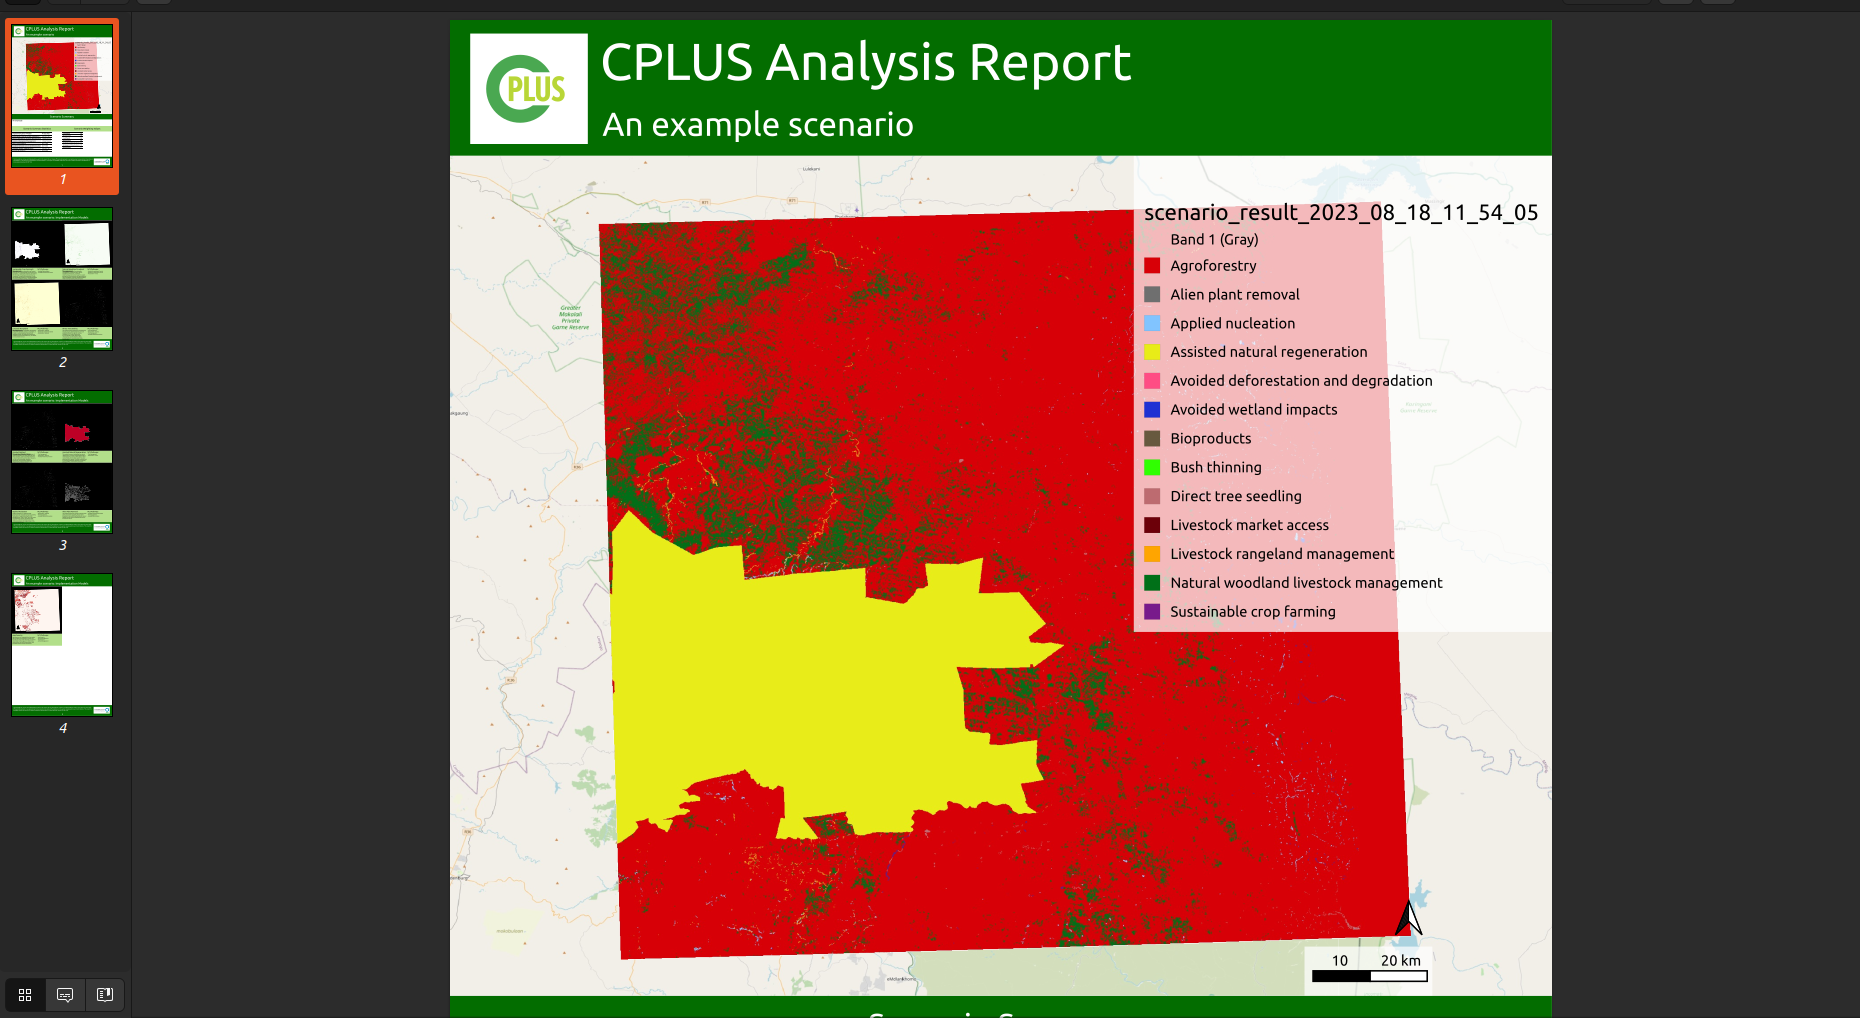 CPLUS Analysis Report
1
2
3
4
PLUS
CPLUS Analysis Report
An example scenario
Greater
Makalali
Private
Game Reserve
scenario_result_2023_08_18_11_54_05
Band 1 (Gray)
Agroforestry
Alien plant removal
Applied nucleation
Assisted natural regeneration
Avoided deforestation and degradation
Avoided wetland impacts
Bioproducts
Bush thinning
Direct tree seedling
Livestock market access
Livestock rangeland management
Natural woodland livestock management
Sustainable crop farming
10 20 km